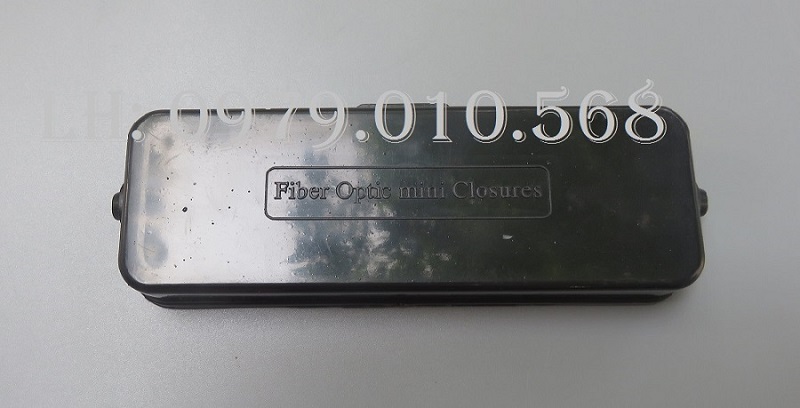 LH: 0979.010.568
Fiber Optic mini Closures